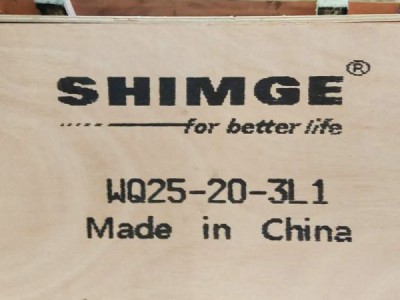 SHIMGE®
for better life
WQ25-20-3L1
Made in China